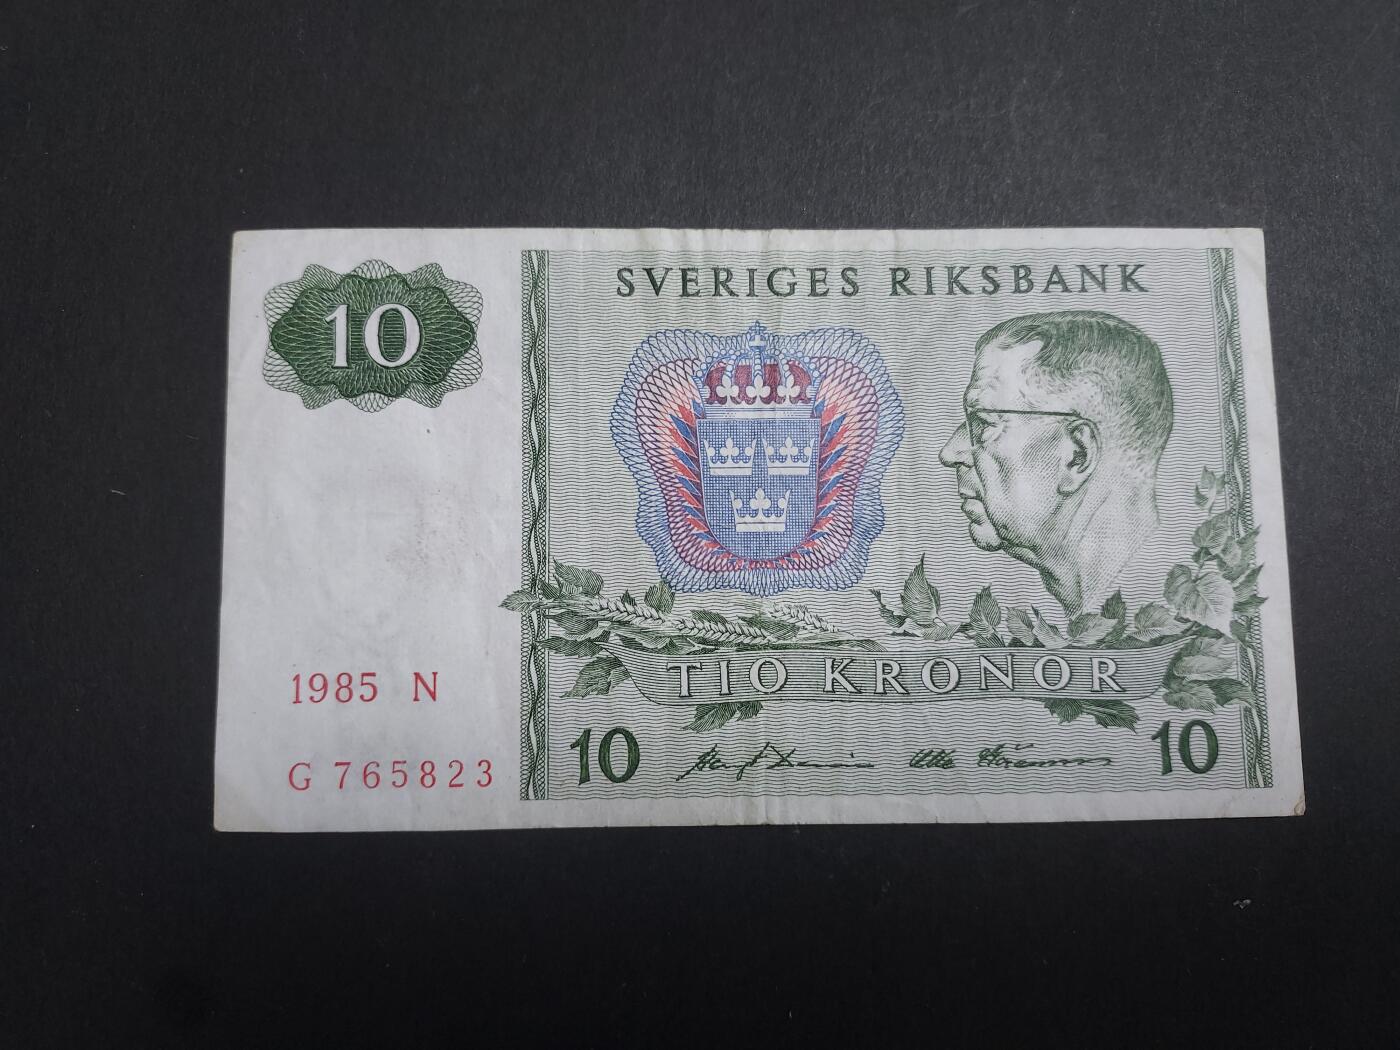 10
SVERIGES RIKSBANK
TIO KRONOR
1985 N
G 765823
10
10